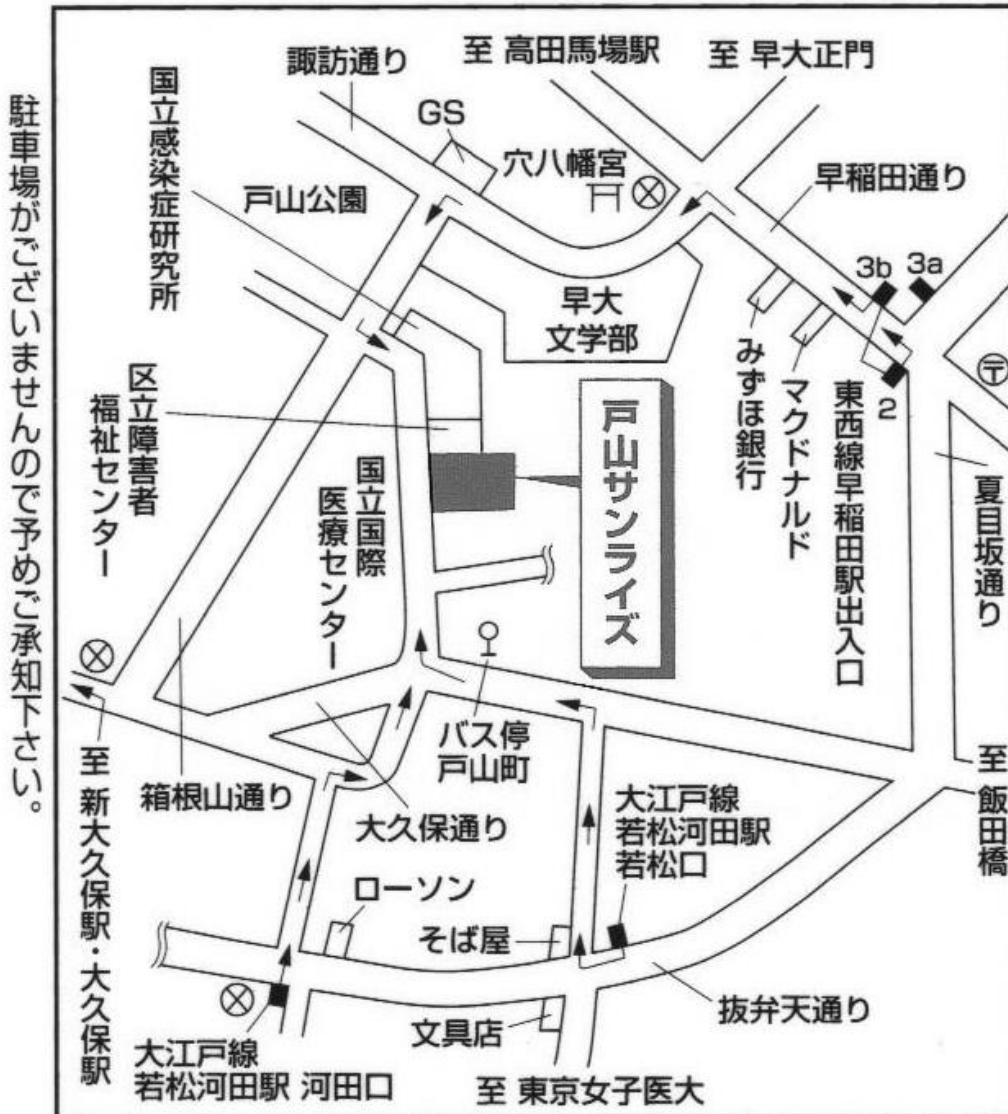 駐車場がございませんので予めご承知下さい。
諏訪通り
至 高田馬場駅
至 早大正門
国立感染症研究所
GS
穴八幡宮
早稲田通り
戸山公園
3b
3a
早大
文学部
〒
2
みずほ銀行
マクドナルド
東西線早稲田駅出入口
夏目坂通り
区立障害者
福祉センター
戸山サンライズ
国立国際
医療センター
バス停
戸山町
至 新大久保駅・大久保駅
箱根山通り
大久保通り
大江戸線
若松河田駅
若松口
至 飯田橋
ローソン
そば屋
抜弁天通り
文具店
大江戸線
若松河田駅 河田口
至 東京女子医大